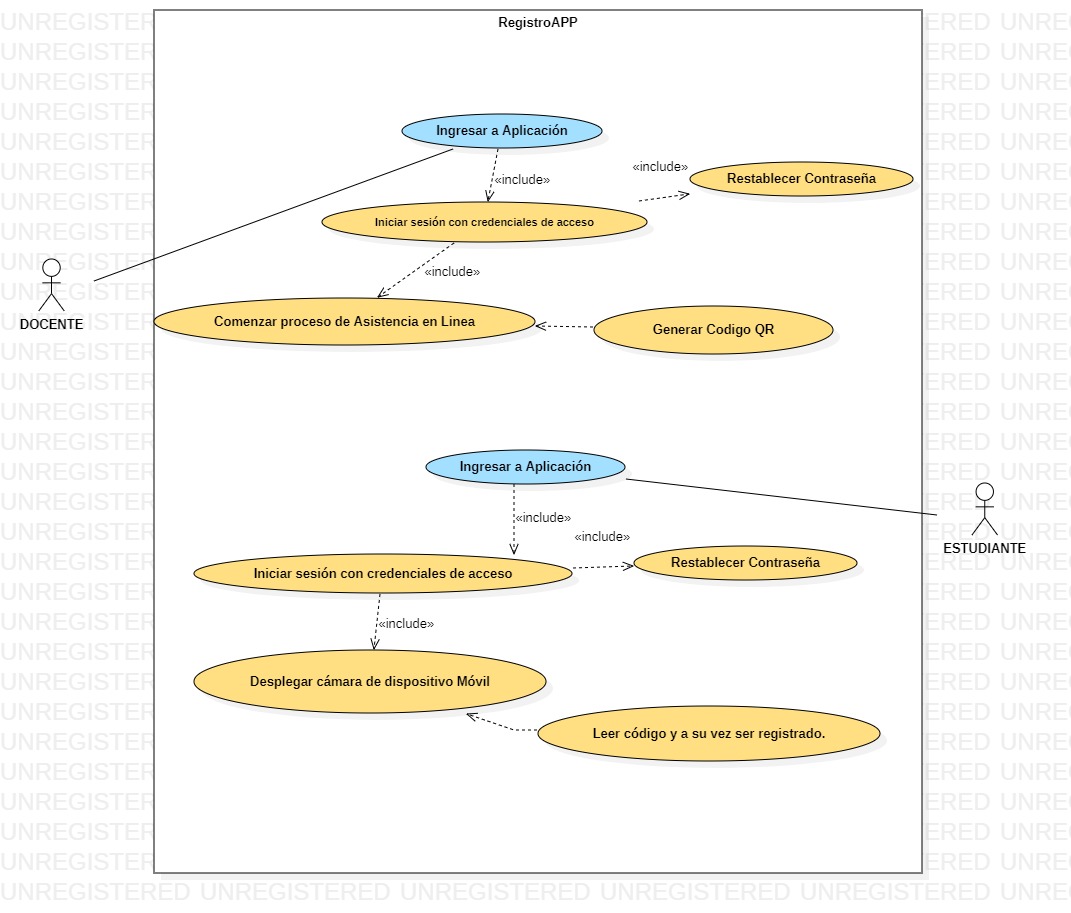 RegistroAPP
Ingresar a Aplicación
«include»
«include»
Restablecer Contraseña
Iniciar sesión con credenciales de acceso
«include»
DOCENTE
Comenzar proceso de Asistencia en Linea
Generar Codigo QR
Ingresar a Aplicación
«include»
«include»
ESTUDIANTE
Iniciar sesión con credenciales de acceso
Restablecer Contraseña
«include»
Desplegar cámara de dispositivo Móvil
Leer código y a su vez ser registrado.
UNREGISTERED UNREGISTERED UNREGISTERED UNREGISTERED UNREGISTERED